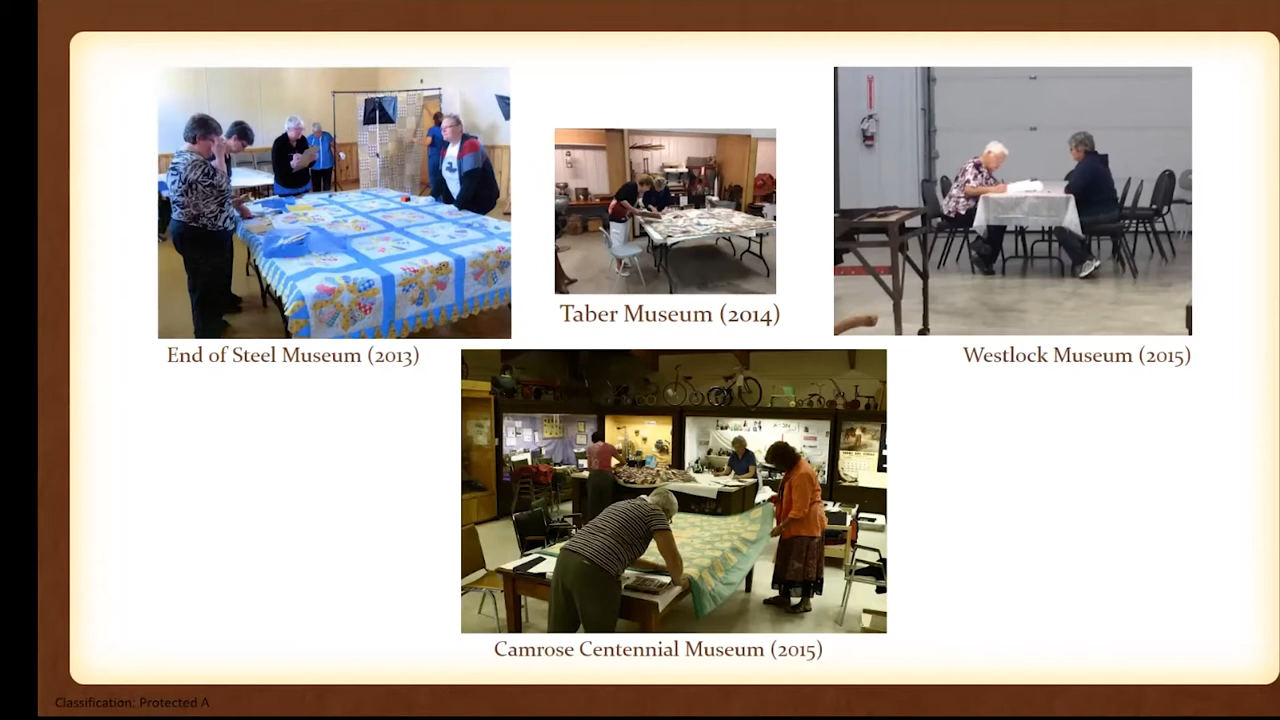 Taber Museum (2014)
End of Steel Museum (2013)
Westlock Museum (2015)
Camrose Centennial Museum (2015)
Classification: Protected A